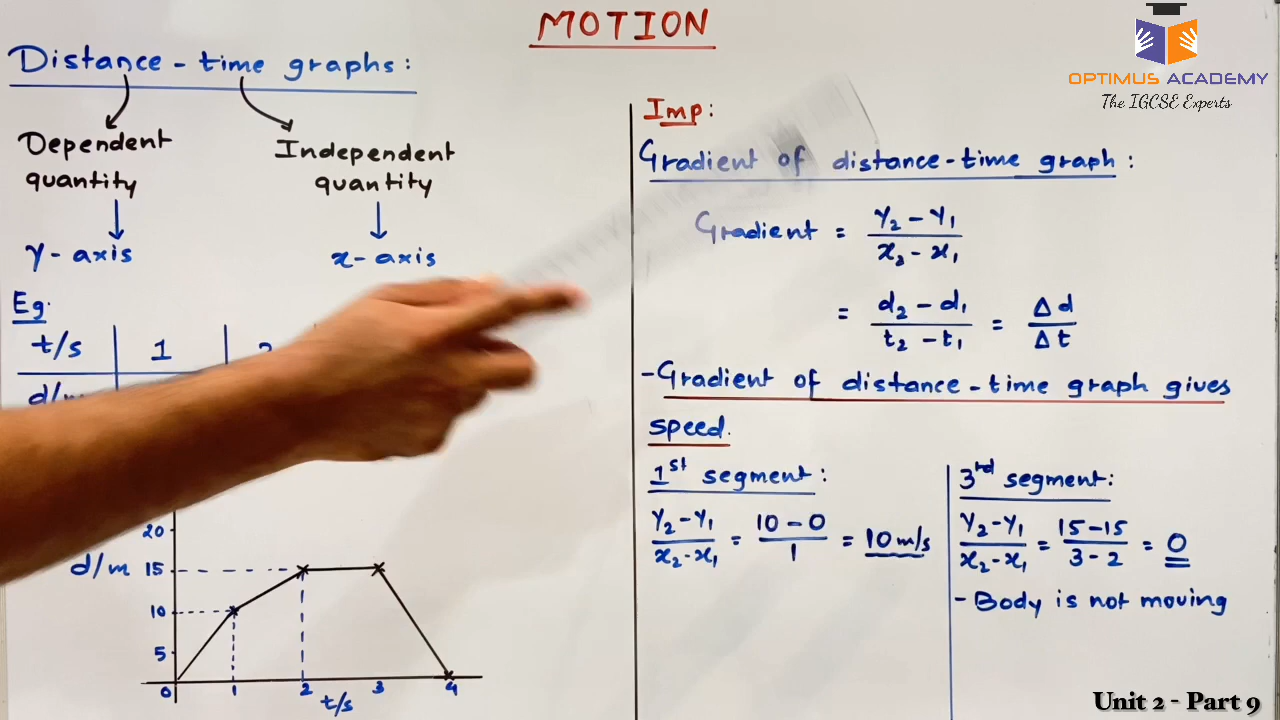 MOTION
OPTIMUS ACADEMY
The IGCSE Experts
Distance - time graphs:
Dependent
quantity
Independent
quantity
y-axis
x-axis
Eg:
t/s 1
d/m
20
d/m 15
10
5
0 1 2 3 4
t/s
Imp:
Gradient of distance-time graph:
Gradient = Y₂ - Y₁ / x₂ - x₁
= d₂ - d₁ / t₂ - t₁ = Δd / Δt
- Gradient of distance-time graph gives
speed.
1st segment:
Y₂-Y₁ / x₂-x₁ = 10-0 / 1 = 10 m/s
3rd segment:
Y₂-Y₁ / x₂-x₁ = 15-15 / 3-2 = 0
- Body is not moving
Unit 2 - Part 9